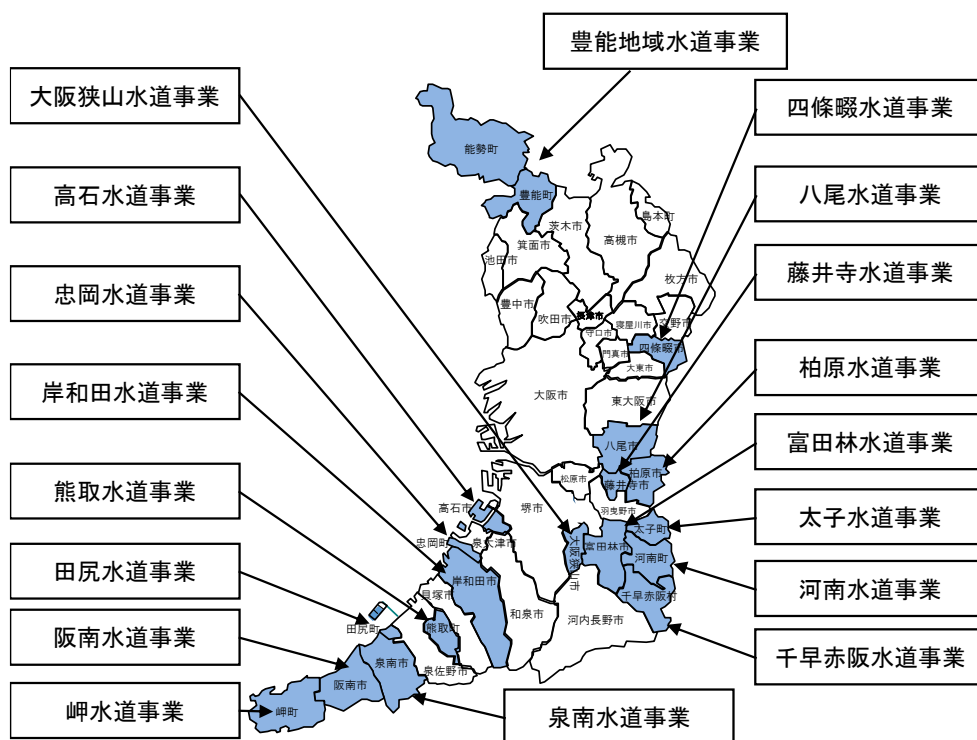 豊能地域水道事業
大阪狭山水道事業
高石水道事業
忠岡水道事業
岸和田水道事業
熊取水道事業
田尻水道事業
阪南水道事業
岬水道事業
泉南水道事業
四條畷水道事業
八尾水道事業
藤井寺水道事業
柏原水道事業
富田林水道事業
太子水道事業
河南水道事業
千早赤阪水道事業
能勢町
豊能町
茨木市
高槻市
島本町
箕面市
池田市
枚方市
豊中市
吹田市
摂津市
寝屋川市
交野市
守口市
門真市
四條畷市
大東市
大阪市
東大阪市
八尾市
松原市
藤井寺市
柏原市
羽曳野市
高石市
堺市
太子町
忠岡町
泉大津市
大阪狭山市
富田林市
河南町
岸和田市
千早赤阪村
貝塚市
和泉市
河内長野市
田尻町
熊取町
泉南市
泉佐野市
阪南市
岬町